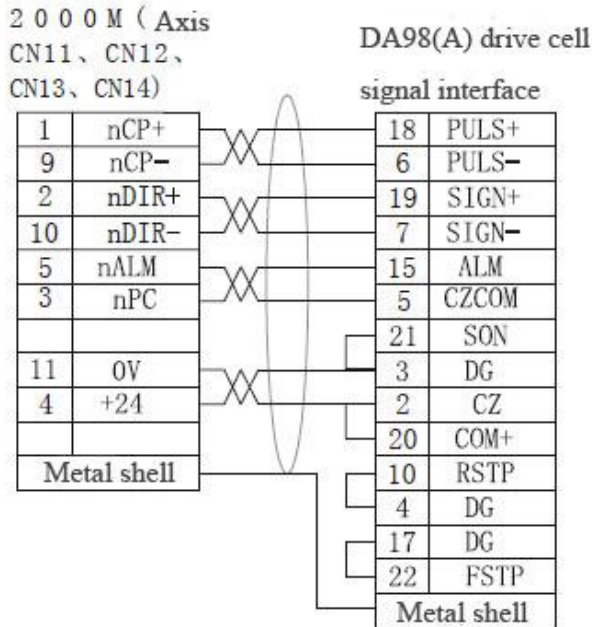 2000M (Axis
CN11、CN12、
CN13、CN14)
DA98(A) drive cell
signal interface
1 nCP+
9 nCP-
2 nDIR+
10 nDIR-
5 nALM
3 nPC
11 0V
4 +24
Metal shell
18 PULS+
6 PULS-
19 SIGN+
7 SIGN-
15 ALM
5 CZCOM
21 SON
3 DG
2 CZ
20 COM+
10 RSTP
4 DG
17 DG
22 FSTP
Metal shell